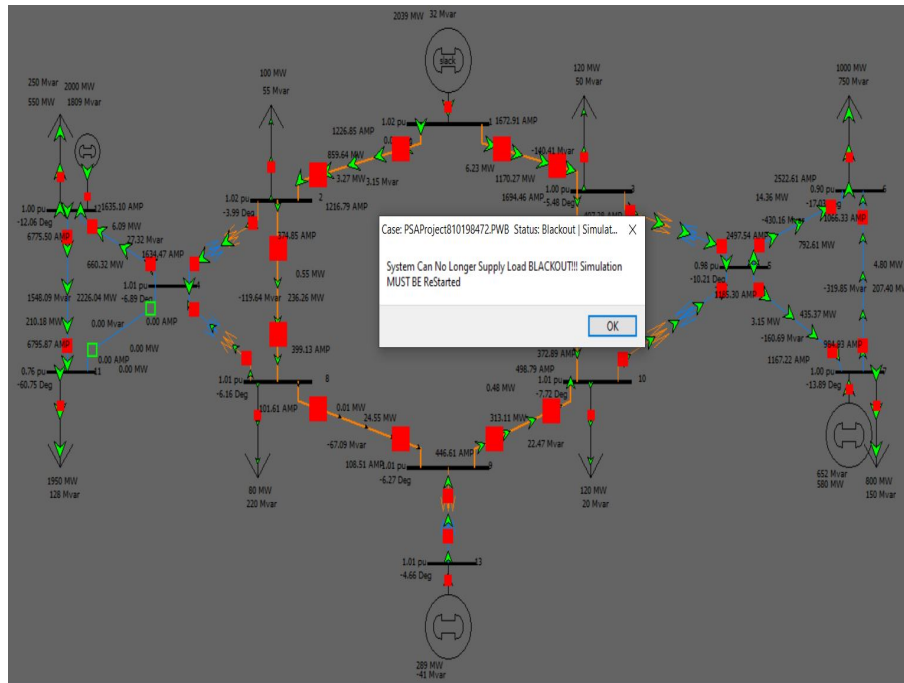 2039 MW 32 Mvar
slack
250 Mvar 2000 MW
550 MW 1809 Mvar
100 MW
55 Mvar
120 MW
50 Mvar
1000 MW
750 Mvar
1.02 pu 1 1672.91 AMP
1226.85 AMP
859.64 MW
3.27 MW 3.15 Mvar
1216.79 AMP
-140.41 Mvar
6.23 MW
1170.27 MW
1694.46 AMP
1.02 pu 2
-3.99 Deg
1.00 pu 3
-5.48 Deg
2522.61 AMP
0.90 pu 6
14.36 MW
-430.16 Mvar
792.61 MW
2497.54 AMP
1.00 pu 12
-12.06 Deg
6775.50 AMP
1635.10 AMP
6.09 MW
27.32 Mvar
1634.47 AMP
660.32 MW
1.01 pu 4
-6.89 Deg
374.85 AMP
0.55 MW
-119.64 Mvar
236.26 MW
399.13 AMP
Case: PSAProject810198472.PWB Status: Blackout | Simulat... X
System Can No Longer Supply Load BLACKOUT!!! Simulation
MUST BE ReStarted
OK
0.98 pu 5
-10.21 Deg
4.80 MW
-319.85 Mvar
207.40 MW
3.15 MW
435.37 MW
-160.69 Mvar
1167.22 AMP
1548.09 Mvar
2226.04 MW
210.18 MW
6795.87 AMP
0.00 Mvar
0.00 AMP
0.00 MW
0.00 AMP
0.00 MW
0.76 pu 11
-60.75 Deg
1.01 pu 8
-6.16 Deg
101.61 AMP
0.01 MW
24.55 MW
-67.09 Mvar
108.51 AMP
372.89 AMP
498.79 AMP
1.01 pu 10
-7.72 Deg
0.48 MW
313.11 MW
22.47 Mvar
446.61 AMP
1.01 pu 9
-6.27 Deg
1.00 pu
-13.89 Deg
1950 MW
128 Mvar
80 MW
220 Mvar
120 MW
20 Mvar
652 Mvar
580 MW
800 MW
150 Mvar
1.01 pu 13
-4.66 Deg
289 MW
-41 Mvar